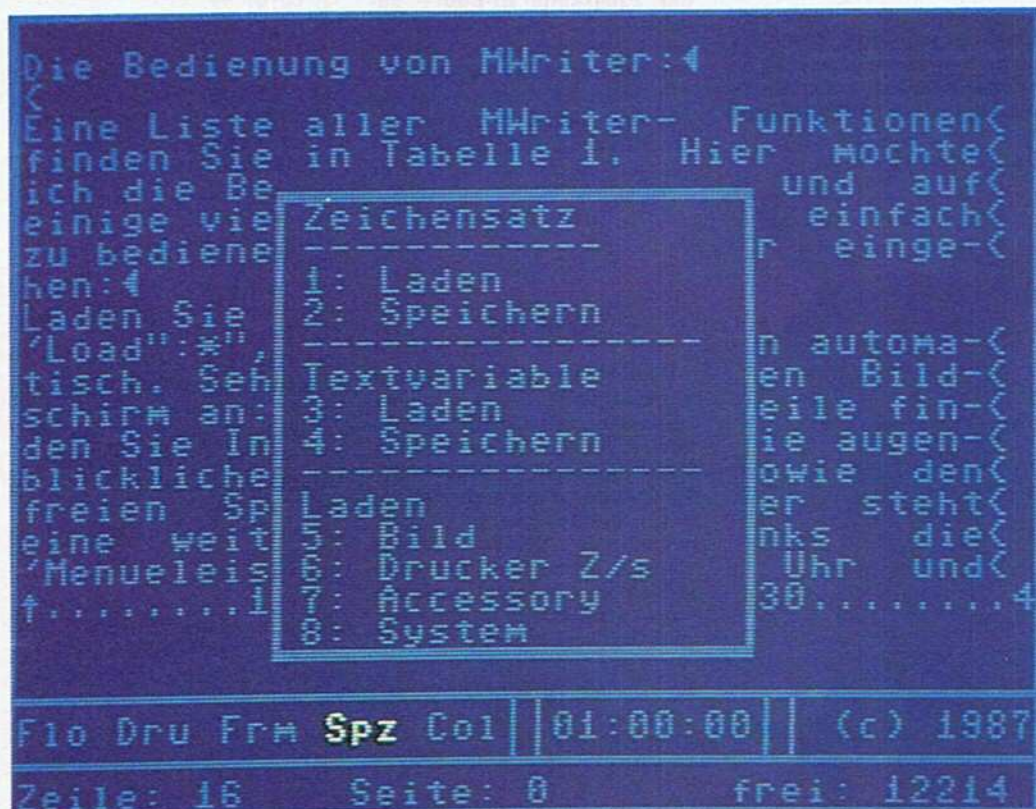 Die Bedienung von MWriter:
Eine Liste aller MWriter- Funktionen
finden Sie in Tabelle 1. Hier mochte
ich die Be und auf
einige vie Zeichensatz einfach
zu bediene r einge-
hen: 1: Laden
Laden Sie 2: Speichern
'Load":*", n automa-
tisch. Seh Textvariable en Bild-
schirm an: 3: Laden eile fin-
den Sie In 4: Speichern ie augen-
blickliche owie den
freien Sp Laden er steht
eine weit 5: Bild nks die
'Menueleis 6: Drucker Z/s Uhr und
↑........1 7: Accessory 30........
8: System
Flo Dru Frm Spz Col 01:00:00 (c) 1987
Zeile: 16 Seite: 0 frei: 12214